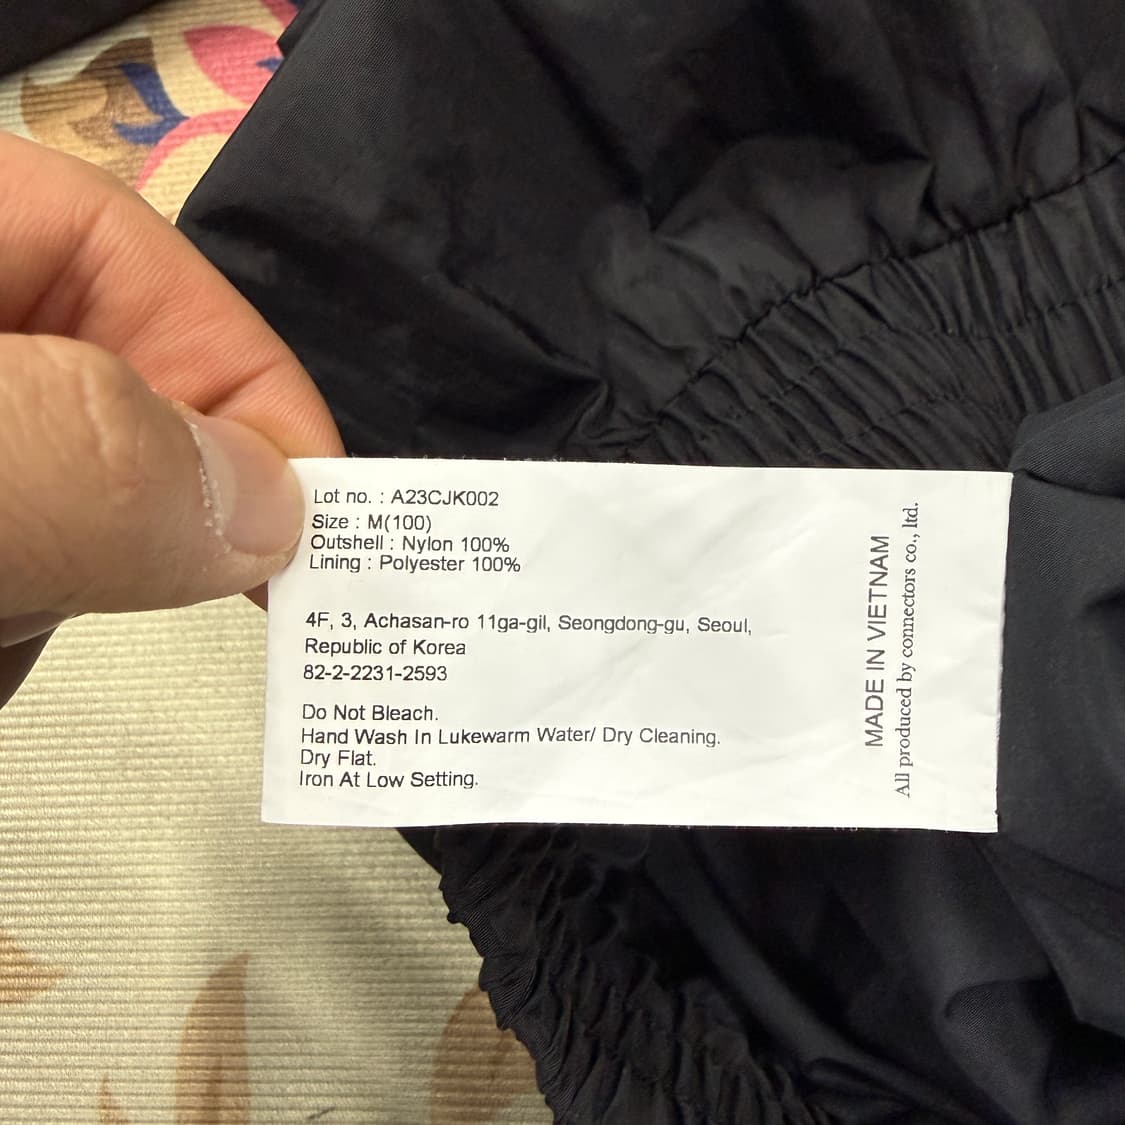 Lot no. : A23CJK002
Size : M(100)
Outshell : Nylon 100%
Lining : Polyester 100%
4F, 3, Achasan-ro 11ga-gil, Seongdong-gu, Seoul,
Republic of Korea
82-2-2231-2593
Do Not Bleach.
Hand Wash In Lukewarm Water/ Dry Cleaning.
Dry Flat.
Iron At Low Setting.
MADE IN VIETNAM
All produced by connectors co., ltd.